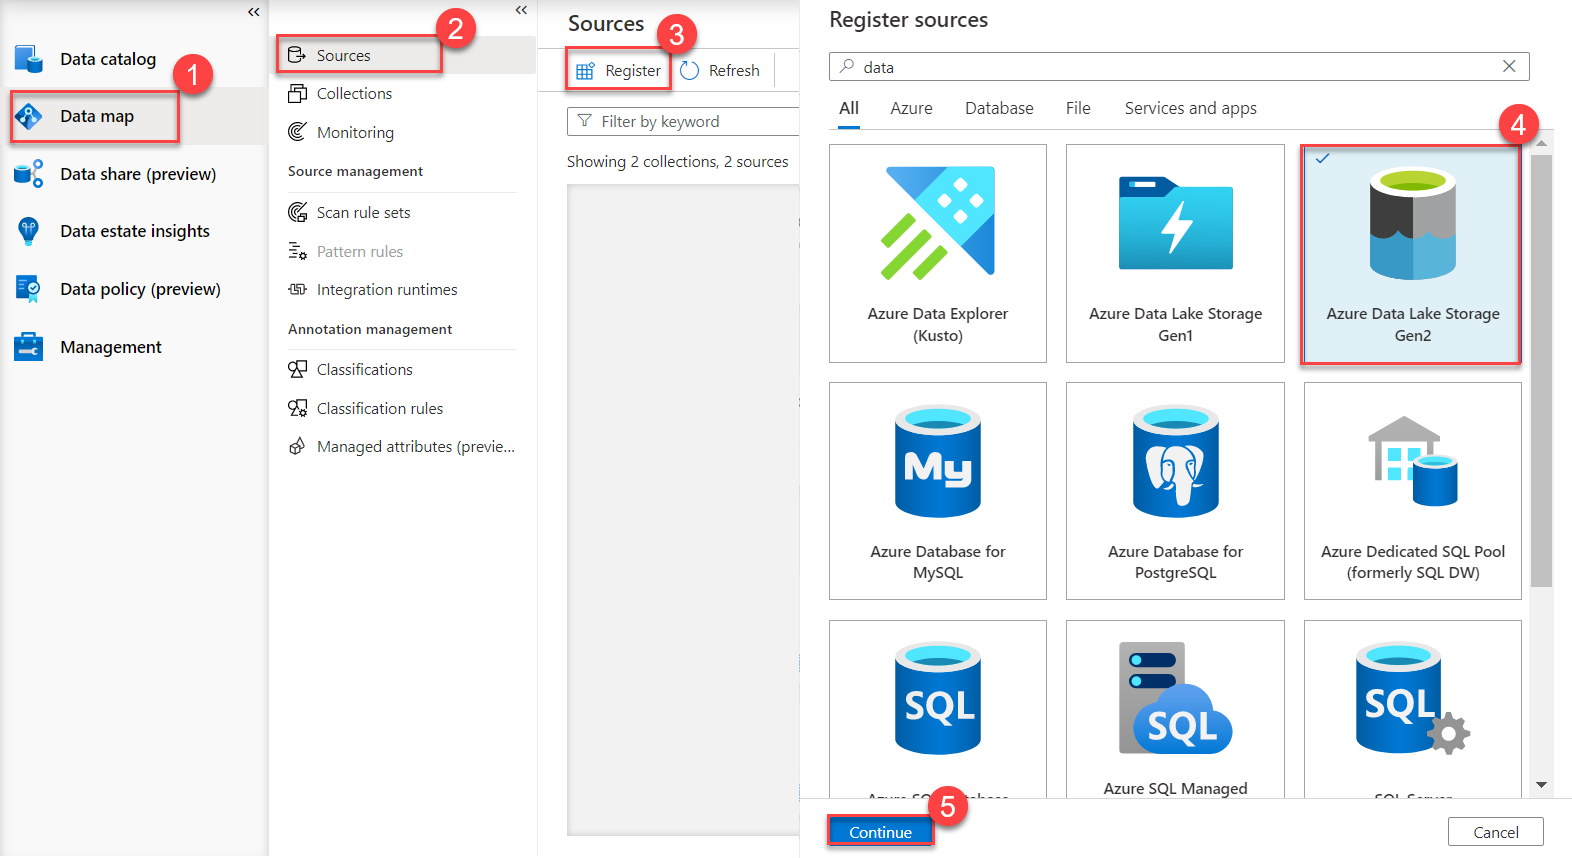 Data catalog
1
Data map
Data share (preview)
Data estate insights
Data policy (preview)
Management
2
Sources
Collections
Monitoring
Source management
Scan rule sets
Pattern rules
Integration runtimes
Annotation management
Classifications
Classification rules
Managed attributes (previe...
Sources
3
Register
Refresh
Filter by keyword
Showing 2 collections, 2 sources
Register sources
data
All
Azure
Database
File
Services and apps
4
Azure Data Explorer
(Kusto)
Azure Data Lake Storage
Gen1
Azure Data Lake Storage
Gen2
My
Azure Database for
MySQL
Azure Database for
PostgreSQL
Azure Dedicated SQL Pool
(formerly SQL DW)
SQL
SQL
Azure SQL Managed
SQL
SQL Server
5
Continue
Cancel